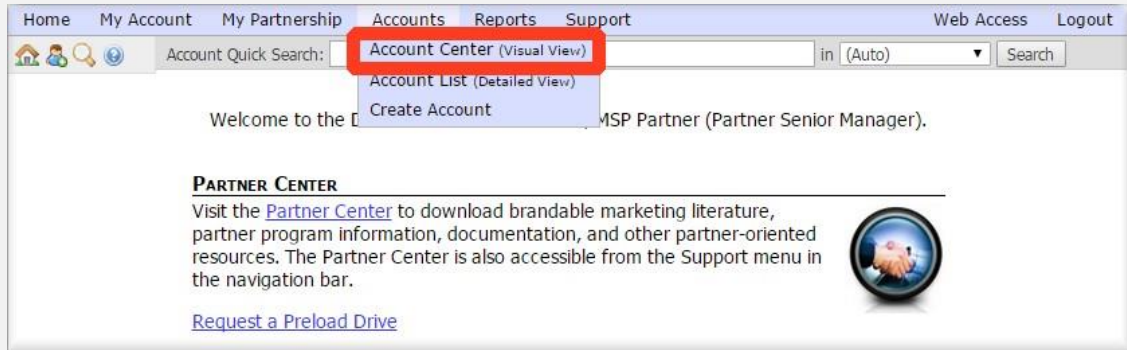 Home My Account My Partnership Accounts Reports Support Web Access Logout
Account Quick Search: in (Auto) Search
Account Center (Visual View)
Account List (Detailed View)
Create Account
Welcome to the MSP Partner (Partner Senior Manager).
PARTNER CENTER
Visit the Partner Center to download brandable marketing literature,
partner program information, documentation, and other partner-oriented
resources. The Partner Center is also accessible from the Support menu in
the navigation bar.
Request a Preload Drive